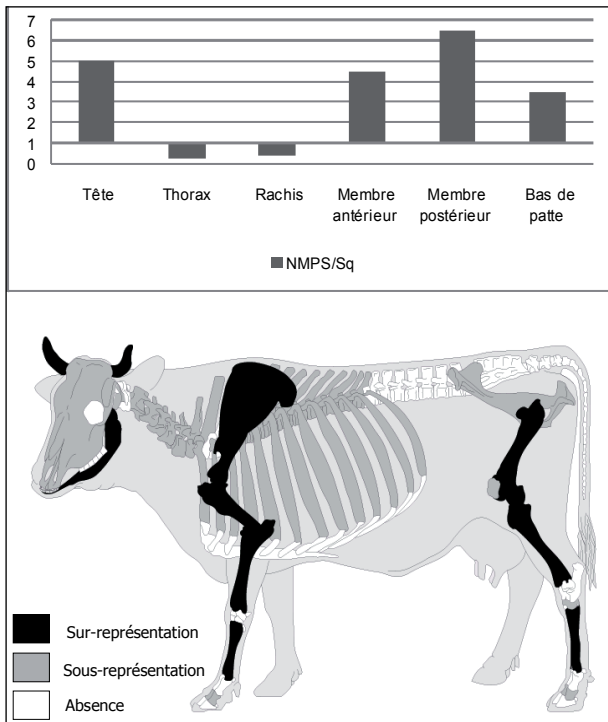 7
6
5
4
3
2
1
0
Tête Thorax Rachis Membre antérieur Membre postérieur Bas de patte
NMPS/Sq
Sur-représentation
Sous-représentation
Absence